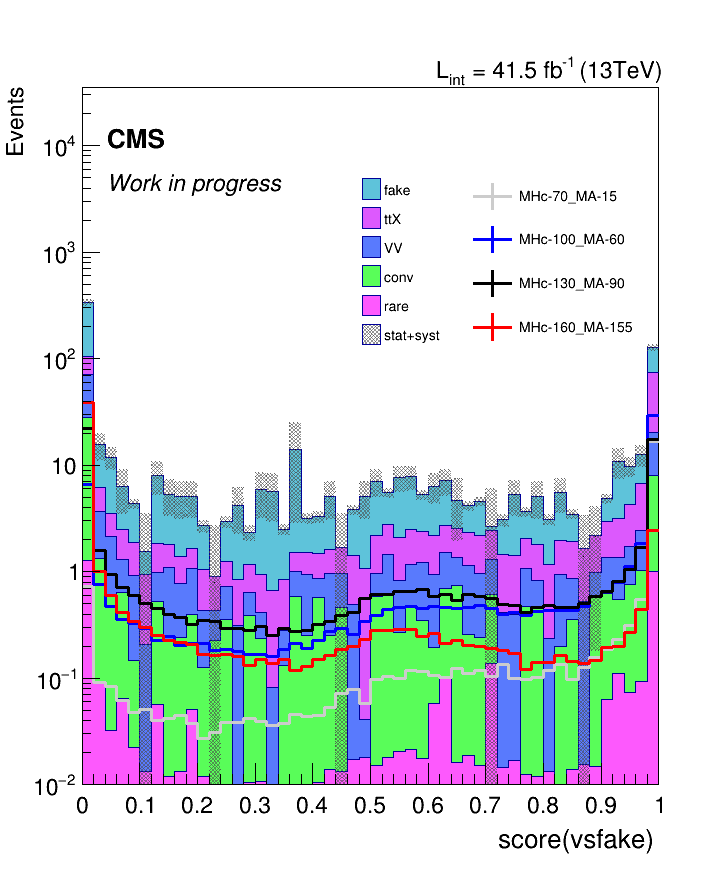 L_int = 41.5 fb^-1 (13TeV)
Events
CMS
Work in progress
fake
ttX
VV
conv
rare
stat+syst
MHc-70_MA-15
MHc-100_MA-60
MHc-130_MA-90
MHc-160_MA-155
10^4
10^3
10^2
10
1
10^-1
10^-2
0 0.1 0.2 0.3 0.4 0.5 0.6 0.7 0.8 0.9 1
score(vsfake)